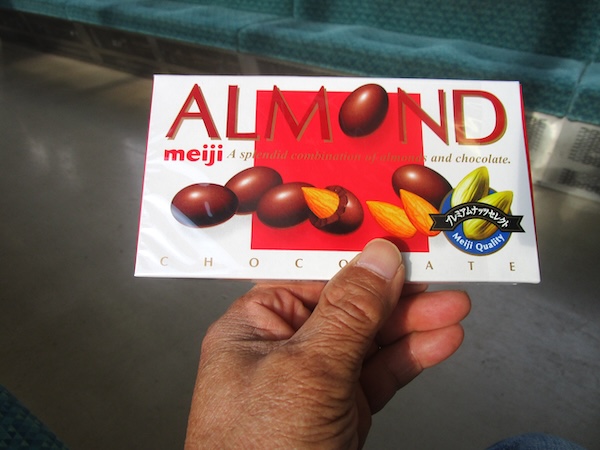 ALMOND
meiji A splendid combination of almonds and chocolate.
プレミアムナッツセレクト
Meiji Quality
CHOCOLATE